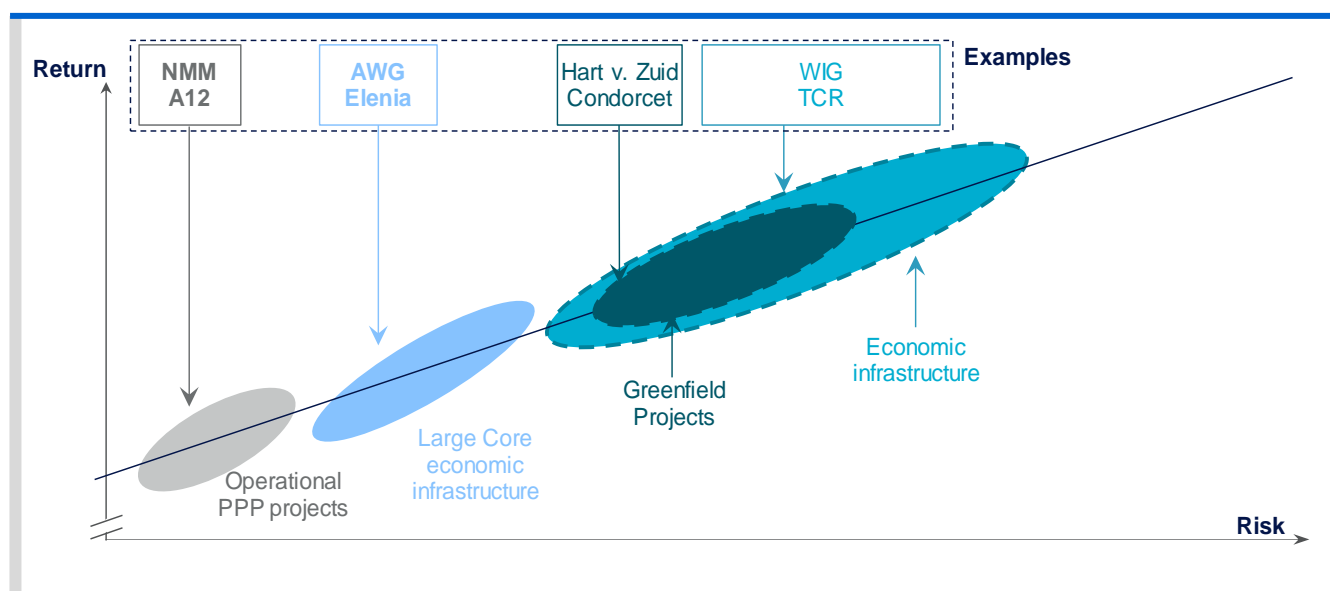 Return
NMM
A12
AWG
Elenia
Hart v. Zuid
Condorcet
WIG
TCR
Examples
Economic
infrastructure
Greenfield
Projects
Large Core
economic
infrastructure
Operational
PPP projects
Risk